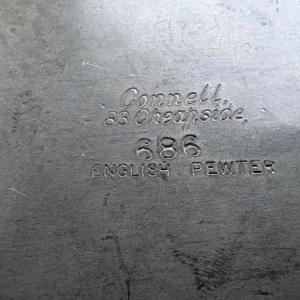 Connell,
83 Cheapside,
686
ENGLISH PEWTER